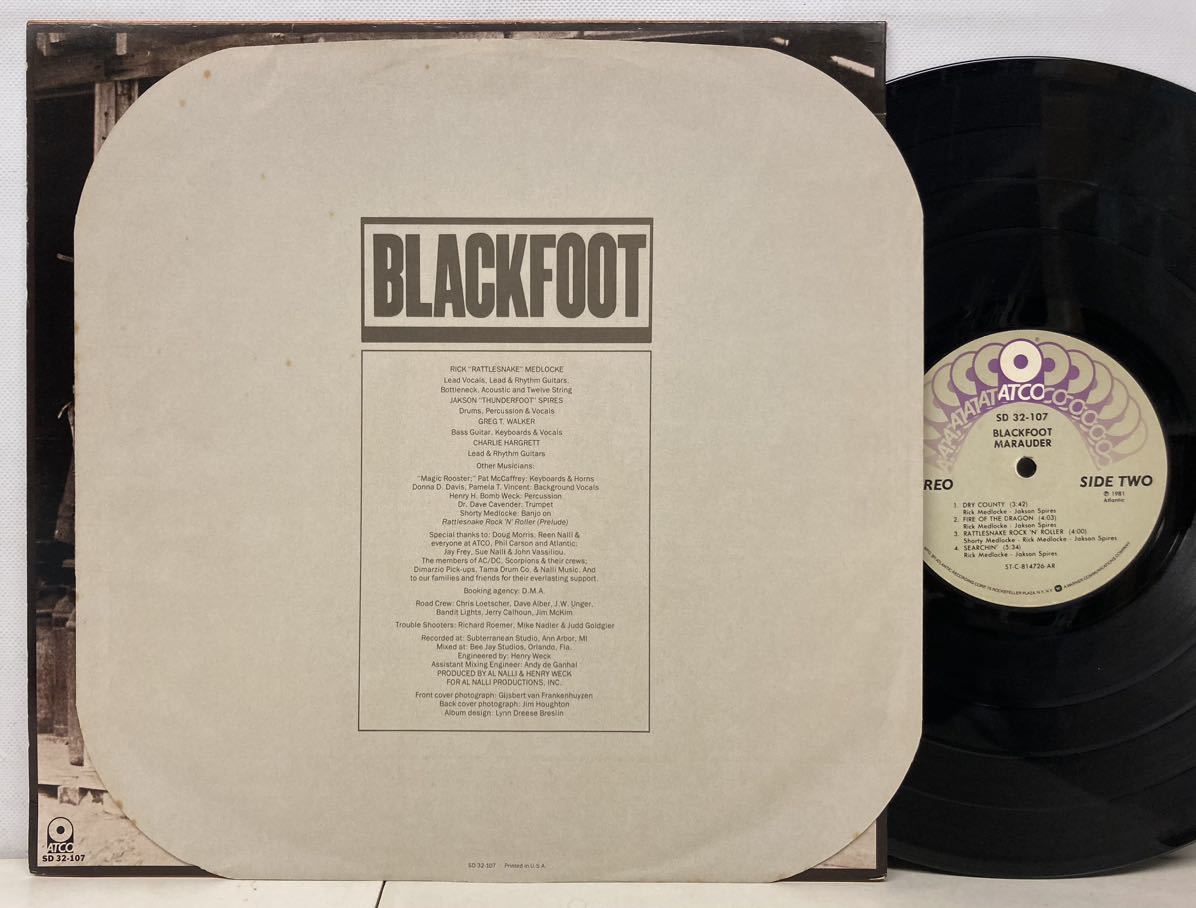 BLACKFOOT
RICK "RATTLESNAKE" MEDLOCKE
Lead Vocals, Lead & Rhythm Guitars,
Bottleneck, Acoustic and Twelve String
JAKSON "THUNDERFOOT" SPIRES
Drums, Percussion & Vocals
GREG T. WALKER
Bass Guitar, Keyboards & Vocals
CHARLIE HARGRETT
Lead & Rhythm Guitars
Other Musicians:
"Magic Rooster;" Pat McCaffrey: Keyboards & Horns
Donna D. Davis, Pamela T. Vincent: Background Vocals
Henry H. Bomb Weck: Percussion
Dr. Dave Cavender: Trumpet
Shorty Medlocke: Banjo on
Rattlesnake Rock 'N' Roller (Prelude)
Special thanks to: Doug Morris, Reen Nalli &
everyone at ATCO, Phil Carson and Atlantic;
Jay Frey, Sue Nalli & John Vassiliou.
The members of AC/DC, Scorpions & their crews;
Dimarzio Pick-ups, Tama Drum Co. & Nalli Music. And
to our families and friends for their everlasting support.
Booking agency: D.M.A.
Road Crew: Chris Loetscher, Dave Alber, J.W. Unger,
Bandit Lights, Jerry Calhoun, Jim McKim
Trouble Shooters: Richard Roemer, Mike Nadler & Judd Goldgier
Recorded at: Subterranean Studio, Ann Arbor, MI
Mixed at: Bee Jay Studios, Orlando, Fla.
Engineered by: Henry Weck
Assistant Mixing Engineer: Andy de Ganhal
PRODUCED BY AL NALLI & HENRY WECK
FOR AL NALLI PRODUCTIONS, INC.
Front cover photograph: Gijsbert van Frankenhuyzen
Back cover photograph: Jim Houghton
Album design: Lynn Dreese Breslin
SD 32-107 Printed in U.S.A.
ATCO
SD 32-107
ATCO
SD 32-107
BLACKFOOT
MARAUDER
REO
SIDE TWO
℗ 1981
Atlantic
1. DRY COUNTY (3:42)
Rick Medlocke - Jakson Spires
2. FIRE OF THE DRAGON (4:03)
Rick Medlocke - Jakson Spires
3. RATTLESNAKE ROCK 'N' ROLLER (4:00)
Shorty Medlocke - Rick Medlocke - Jakson Spires
4. SEARCHIN' (5:34)
Rick Medlocke - Jakson Spires
ST-C-814726-AR
MFG. BY ATLANTIC RECORDING CORP. 75 ROCKEFELLER PLAZA, N.Y. N.Y. A WARNER COMMUNICATIONS COMPANY